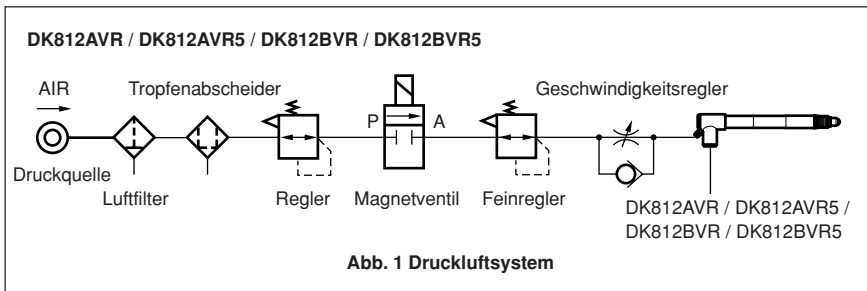 DK812AVR / DK812AVR5 / DK812BVR / DK812BVR5
AIR
Tropfenabscheider
Geschwindigkeitsregler
P
A
Druckquelle
Luftfilter
Regler
Magnetventil
Feinregler
DK812AVR / DK812AVR5 /
DK812BVR / DK812BVR5
Abb. 1 Druckluftsystem